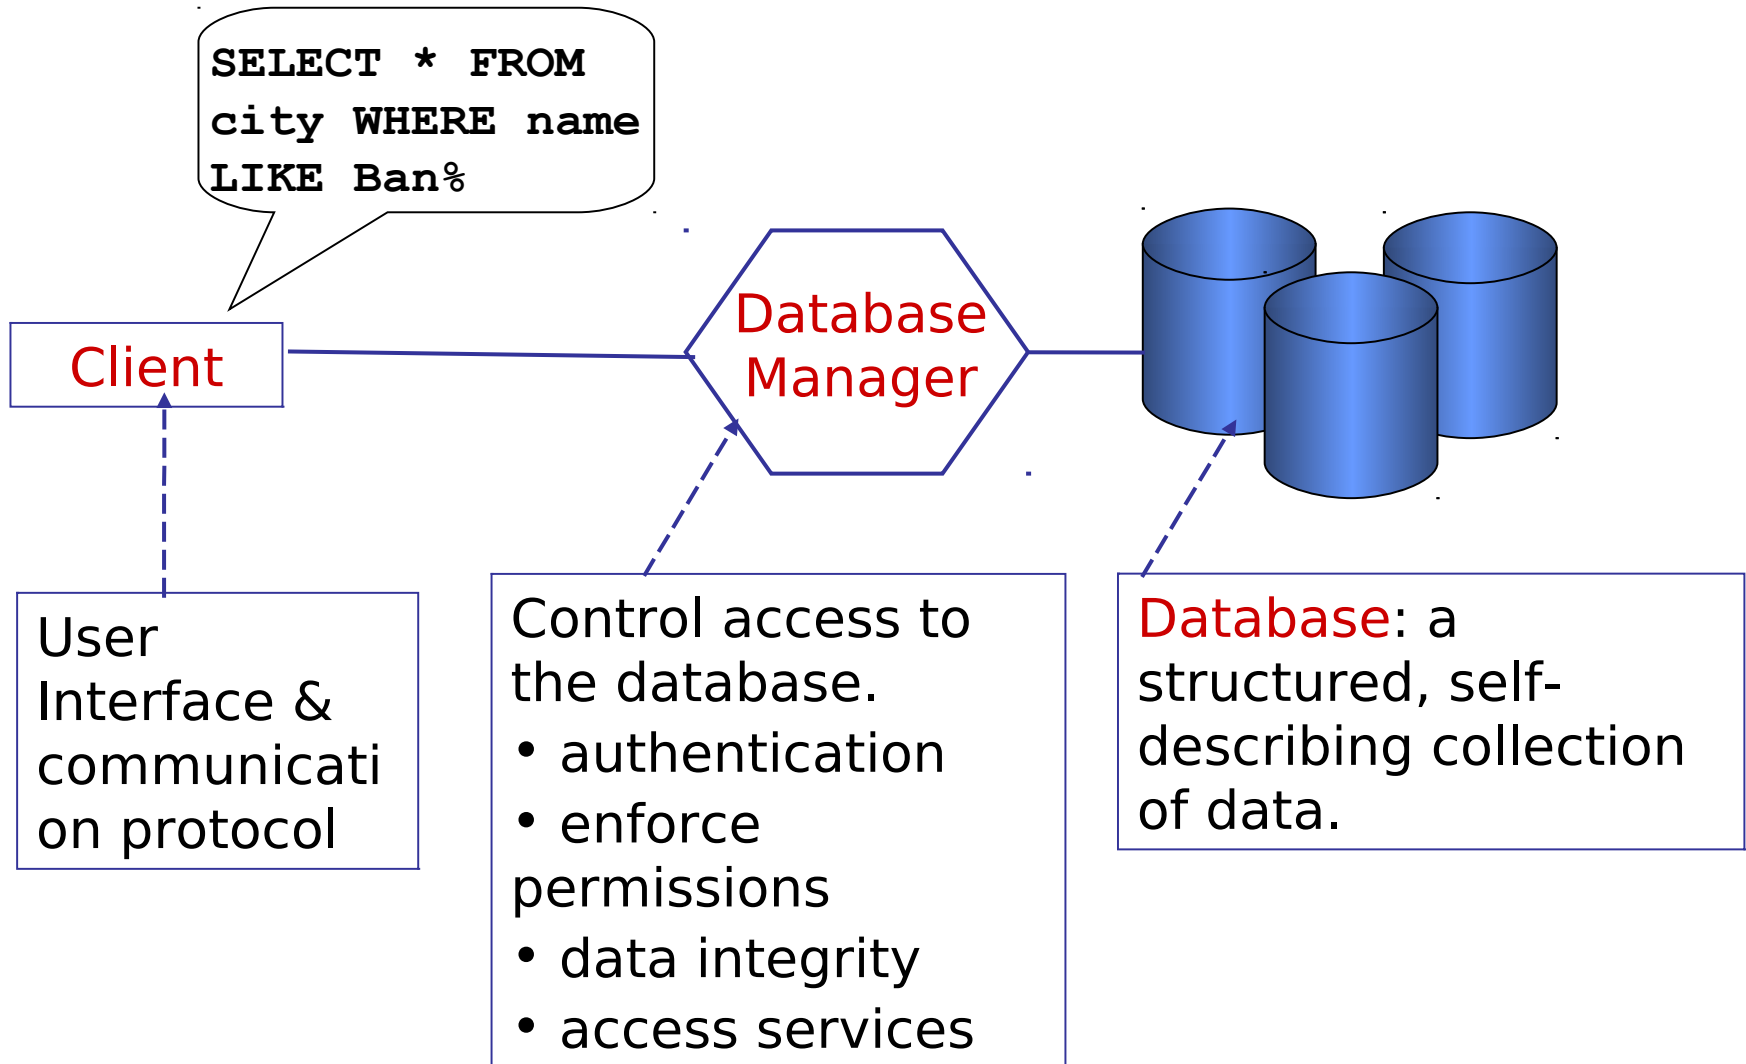 SELECT * FROM
city WHERE name
LIKE Ban%
Client
Database
Manager
User
Interface &
communicati
on protocol
Control access to
the database.
• authentication
• enforce
permissions
• data integrity
• access services
Database: a
structured, self-
describing collection
of data.